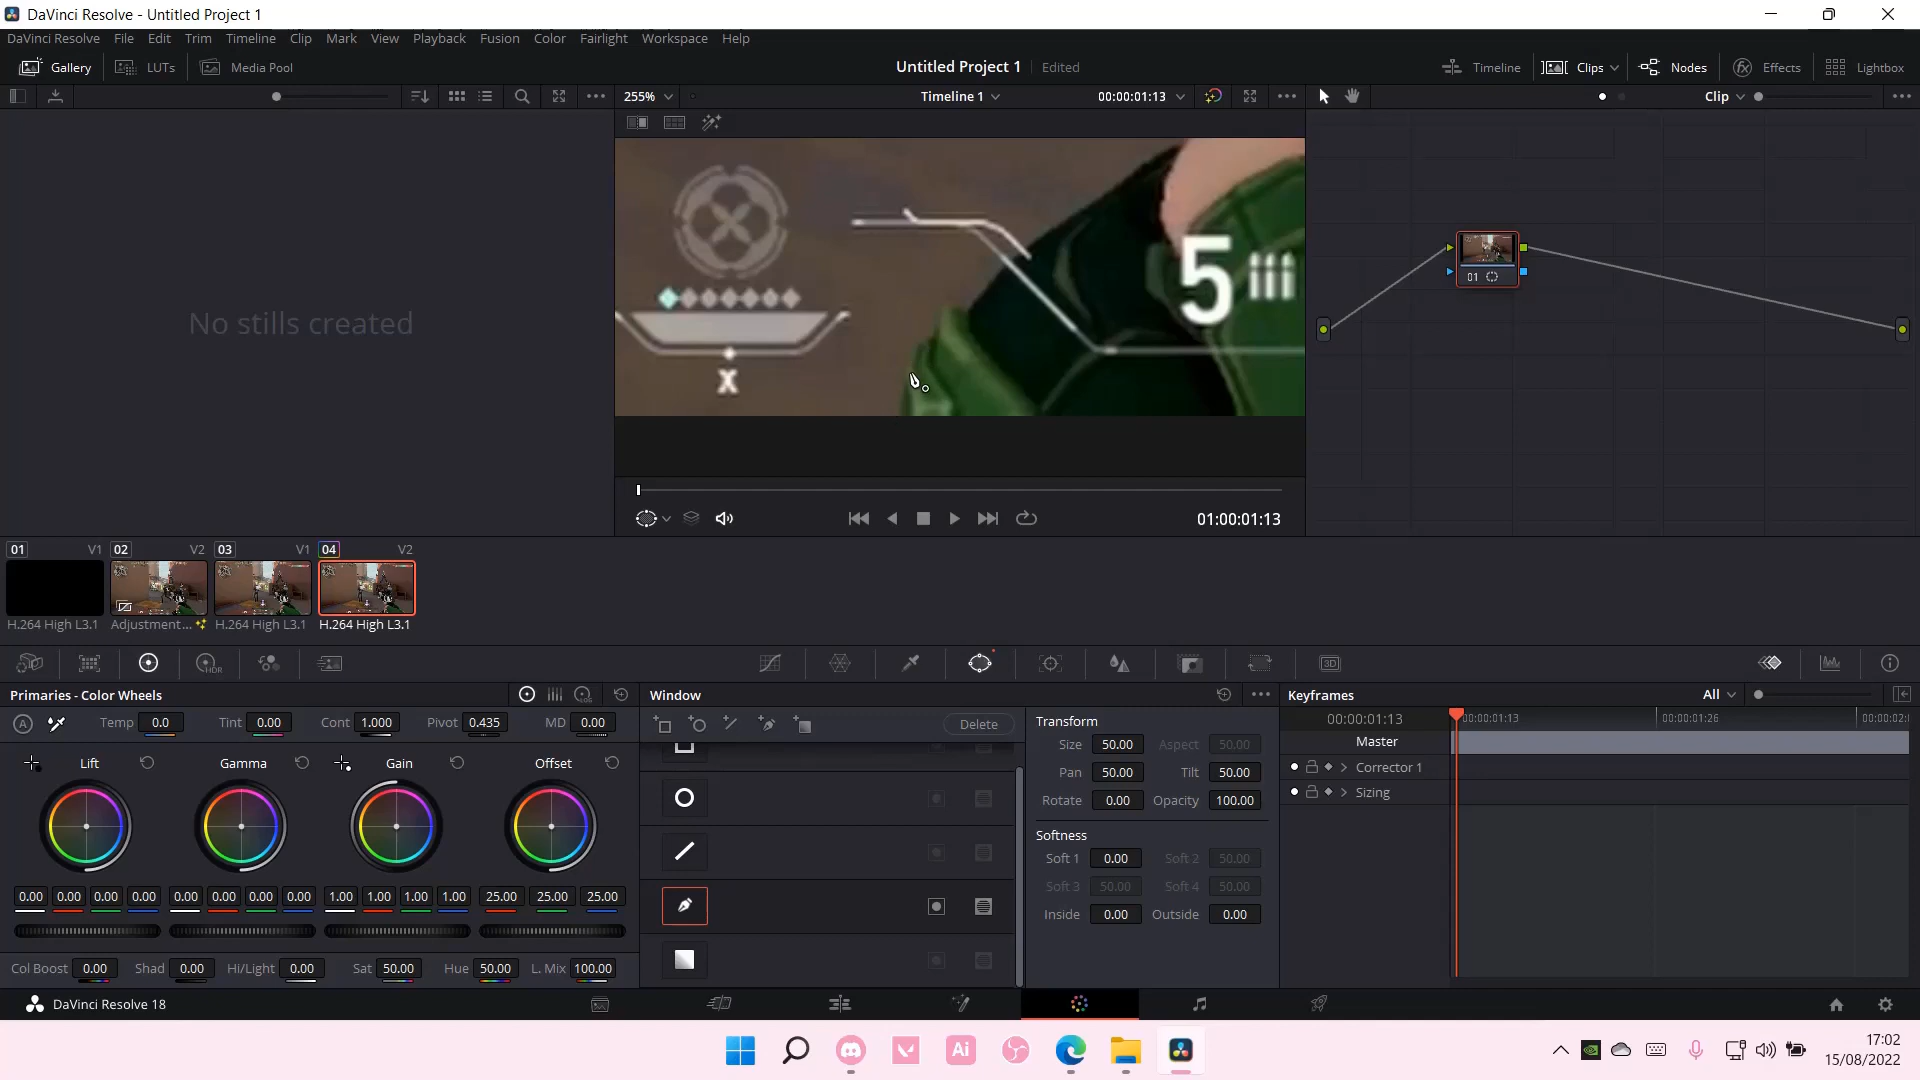 DaVinci Resolve - Untitled Project 1
DaVinci Resolve File Edit Trim Timeline Clip Mark View Playback Fusion Color Fairlight Workspace Help
Gallery LUTs Media Pool Untitled Project 1 Edited Timeline Clips Nodes Effects Lightbox
255% Timeline 1 00:00:01:13 Clip
No stills created
5
X
01
01:00:01:13
01 V1 02 V2 03 V1 04 V2
H.264 High L3.1 Adjustment... H.264 High L3.1 H.264 High L3.1
HDR 3D
Primaries - Color Wheels Window Keyframes All
A Temp 0.0 Tint 0.00 Cont 1.000 Pivot 0.435 MD 0.00 Delete Transform 00:00:01:13 00:00:01:13 00:00:01:26 00:00:02:
Size 50.00 Aspect 50.00 Master
Lift Gamma Gain Offset Pan 50.00 Tilt 50.00 Corrector 1
Rotate 0.00 Opacity 100.00 Sizing
Softness
Soft 1 0.00 Soft 2 50.00
Soft 3 50.00 Soft 4 50.00
0.00 0.00 0.00 0.00 0.00 0.00 0.00 0.00 1.00 1.00 1.00 1.00 25.00 25.00 25.00 Inside 0.00 Outside 0.00
Col Boost 0.00 Shad 0.00 Hi/Light 0.00 Sat 50.00 Hue 50.00 L. Mix 100.00
DaVinci Resolve 18
Ai
17:02
15/08/2022